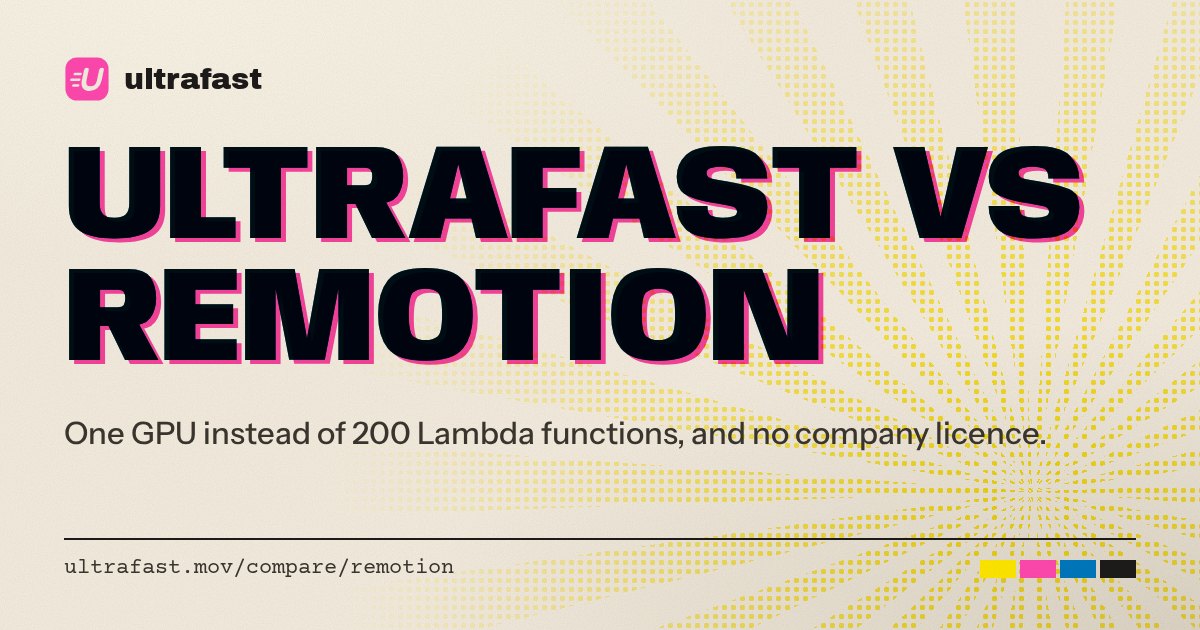 U
ultrafast
ULTRAFAST VS
REMOTION
One GPU instead of 200 Lambda functions, and no company licence.
ultrafast.mov/compare/remotion